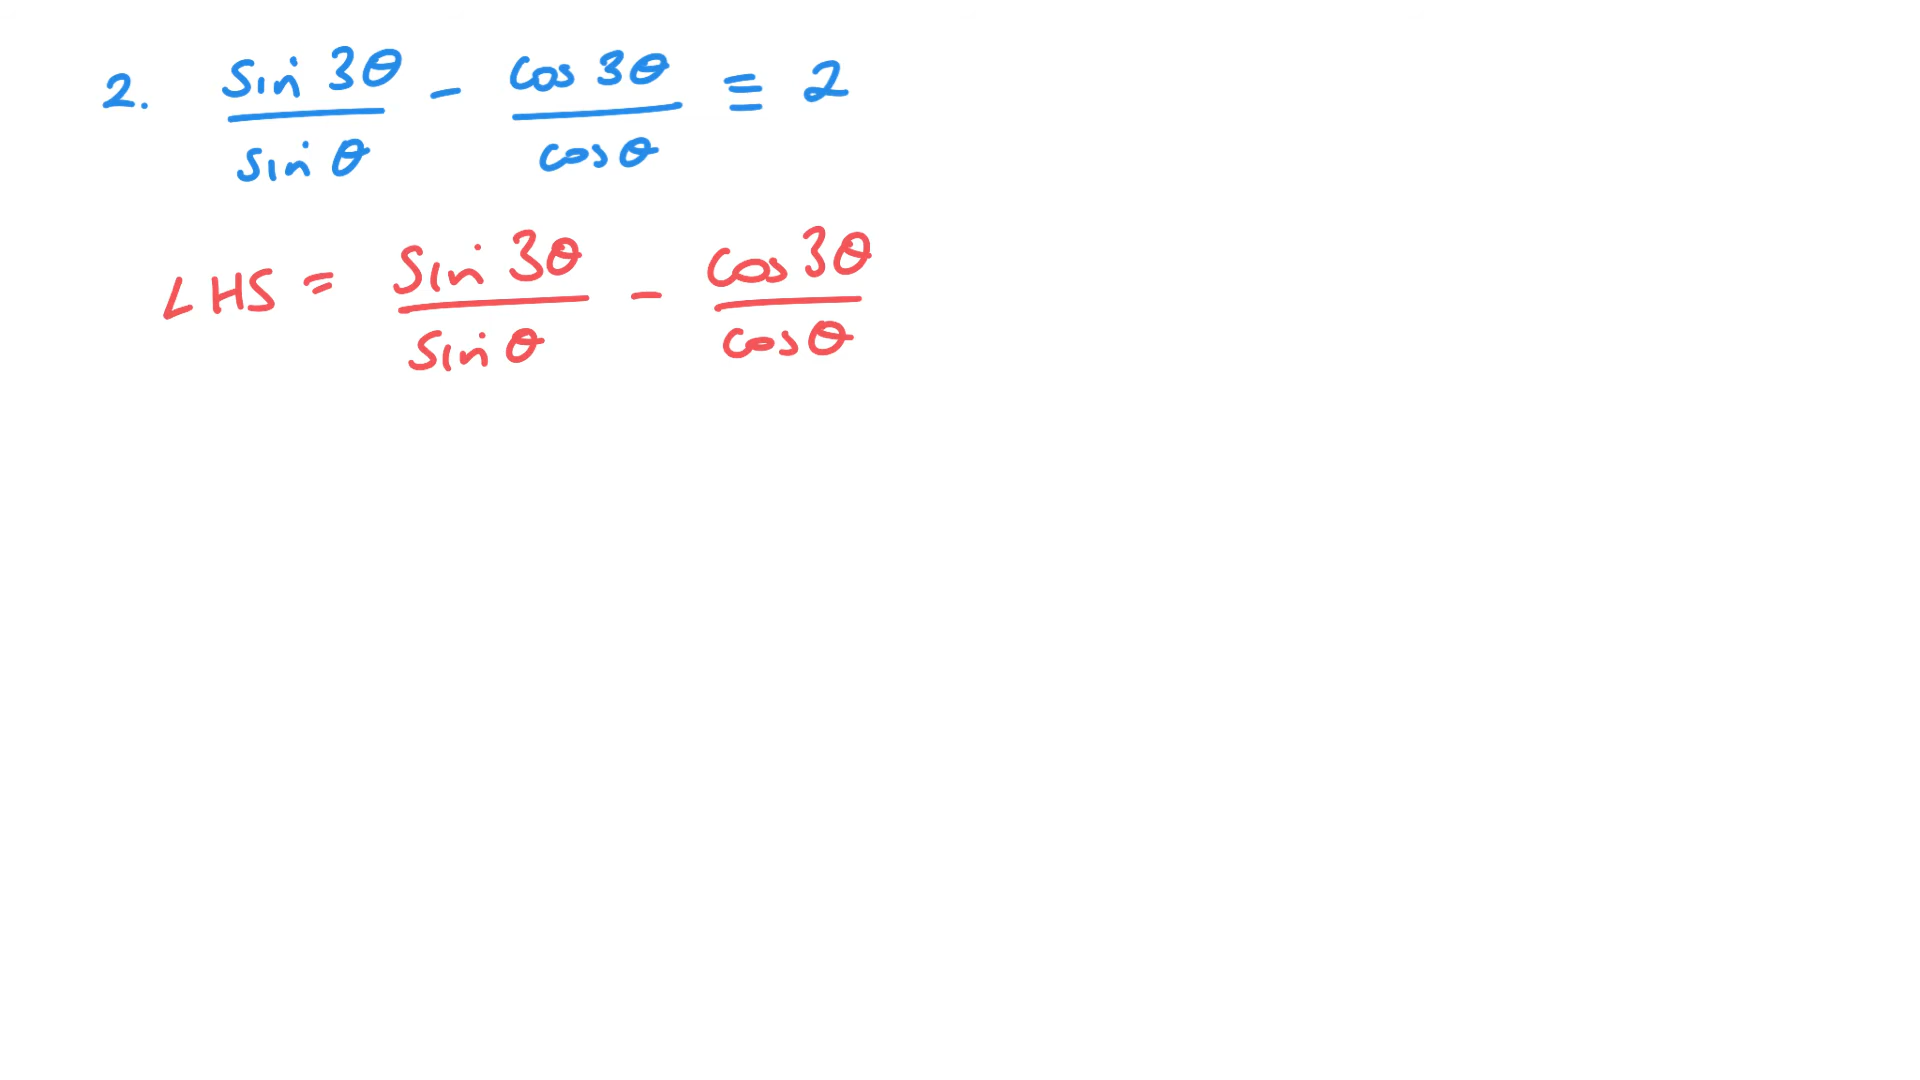 2. sin 3θ / sin θ - cos 3θ / cos θ ≡ 2
LHS = sin 3θ / sin θ - cos 3θ / cos θ